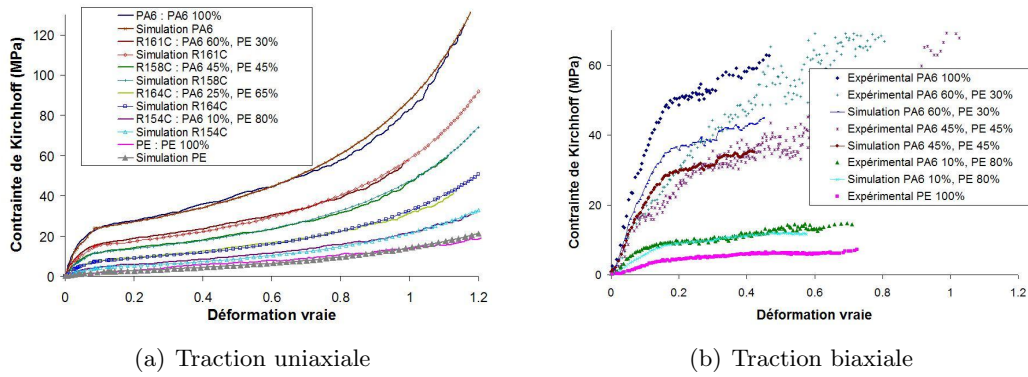 Contrainte de Kirchhoff (MPa)
120
100
80
60
40
20
0
PA6 : PA6 100%
Simulation PA6
R161C : PA6 60%, PE 30%
Simulation R161C
R158C : PA6 45%, PE 45%
Simulation R158C
R164C : PA6 25%, PE 65%
Simulation R164C
R154C : PA6 10%, PE 80%
Simulation R154C
PE : PE 100%
Simulation PE
0 0.2 0.4 0.6 0.8 1 1.2
Déformation vraie
(a) Traction uniaxiale
Contrainte de Kirchhoff (MPa)
60
40
20
0
Expérimental PA6 100%
Expérimental PA6 60%, PE 30%
Simulation PA6 60%, PE 30%
Expérimental PA6 45%, PE 45%
Simulation PA6 45%, PE 45%
Expérimental PA6 10%, PE 80%
Simulation PA6 10%, PE 80%
Expérimental PE 100%
0 0.2 0.4 0.6 0.8 1 1.2
Déformation vraie
(b) Traction biaxiale